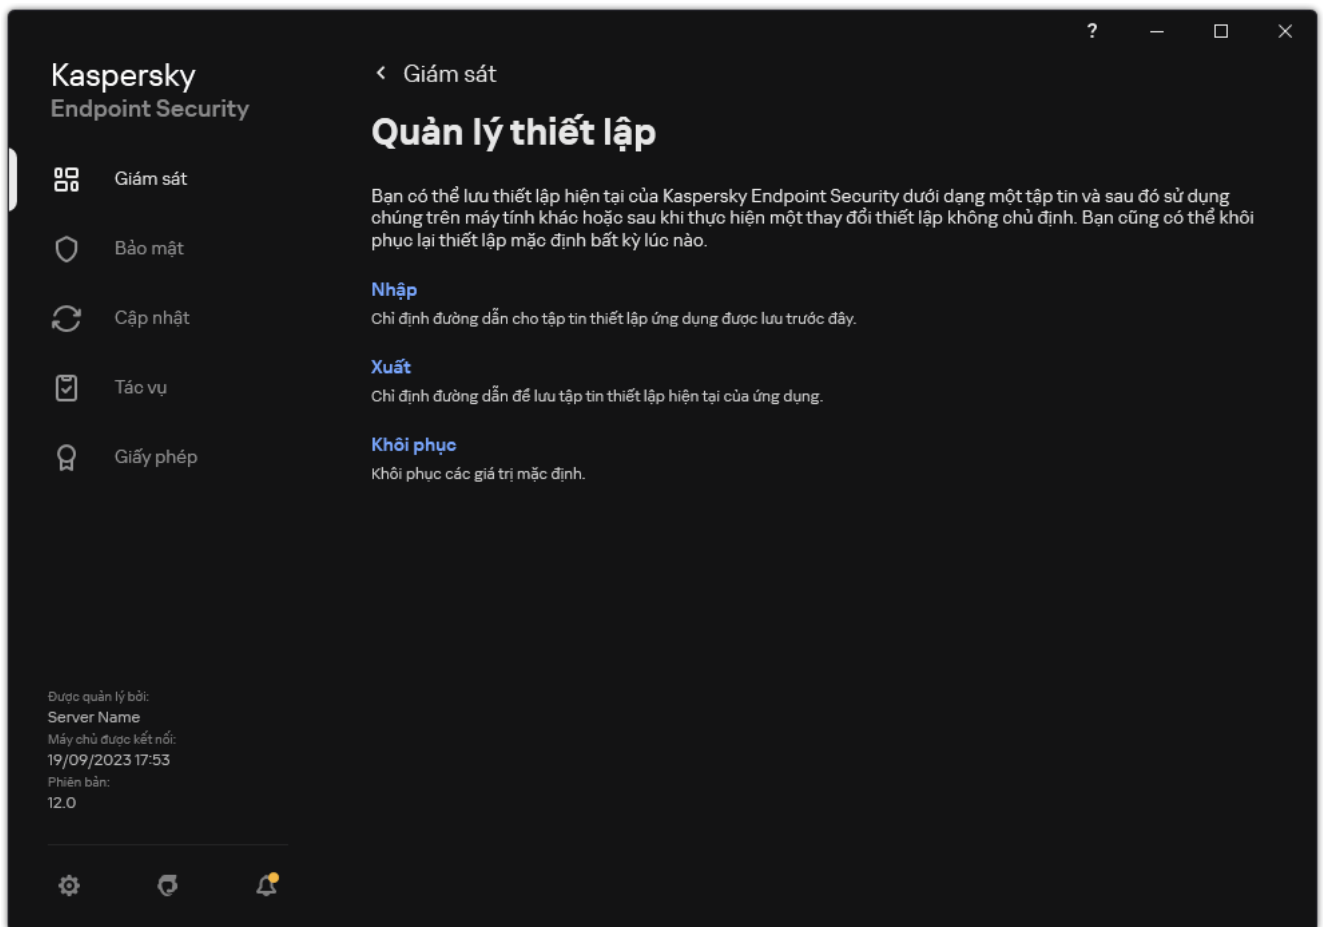 ?
Kaspersky
Endpoint Security
Giám sát
Bảo mật
Cập nhật
Tác vụ
Giấy phép
Được quản lý bởi:
Server Name
Máy chủ được kết nối:
19/09/2023 17:53
Phiên bản:
12.0
Giám sát
Quản lý thiết lập
Bạn có thể lưu thiết lập hiện tại của Kaspersky Endpoint Security dưới dạng một tập tin và sau đó sử dụng
chúng trên máy tính khác hoặc sau khi thực hiện một thay đổi thiết lập không chủ định. Bạn cũng có thể khôi
phục lại thiết lập mặc định bất kỳ lúc nào.
Nhập
Chỉ định đường dẫn cho tập tin thiết lập ứng dụng được lưu trước đây.
Xuất
Chỉ định đường dẫn để lưu tập tin thiết lập hiện tại của ứng dụng.
Khôi phục
Khôi phục các giá trị mặc định.